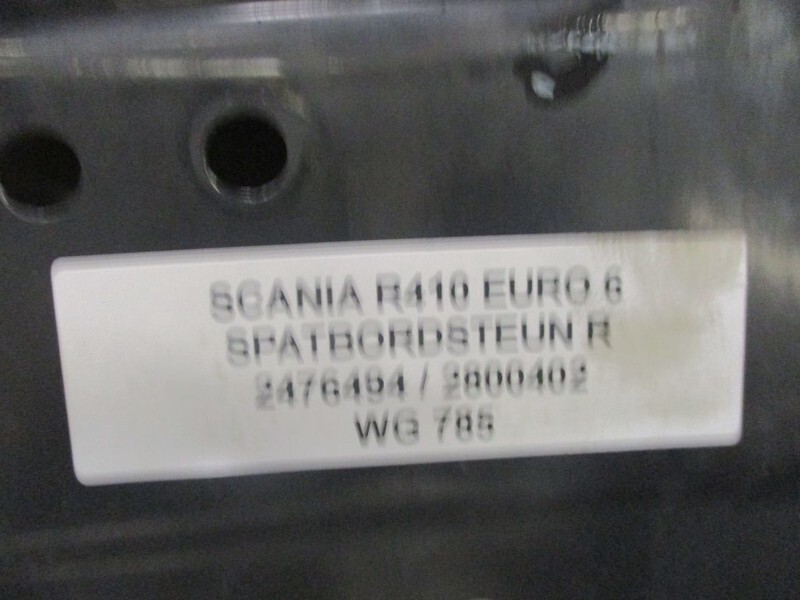 SCANIA R410 EURO 6
SPATBORDSTEUN R
2476494 / 2800402
WG 785